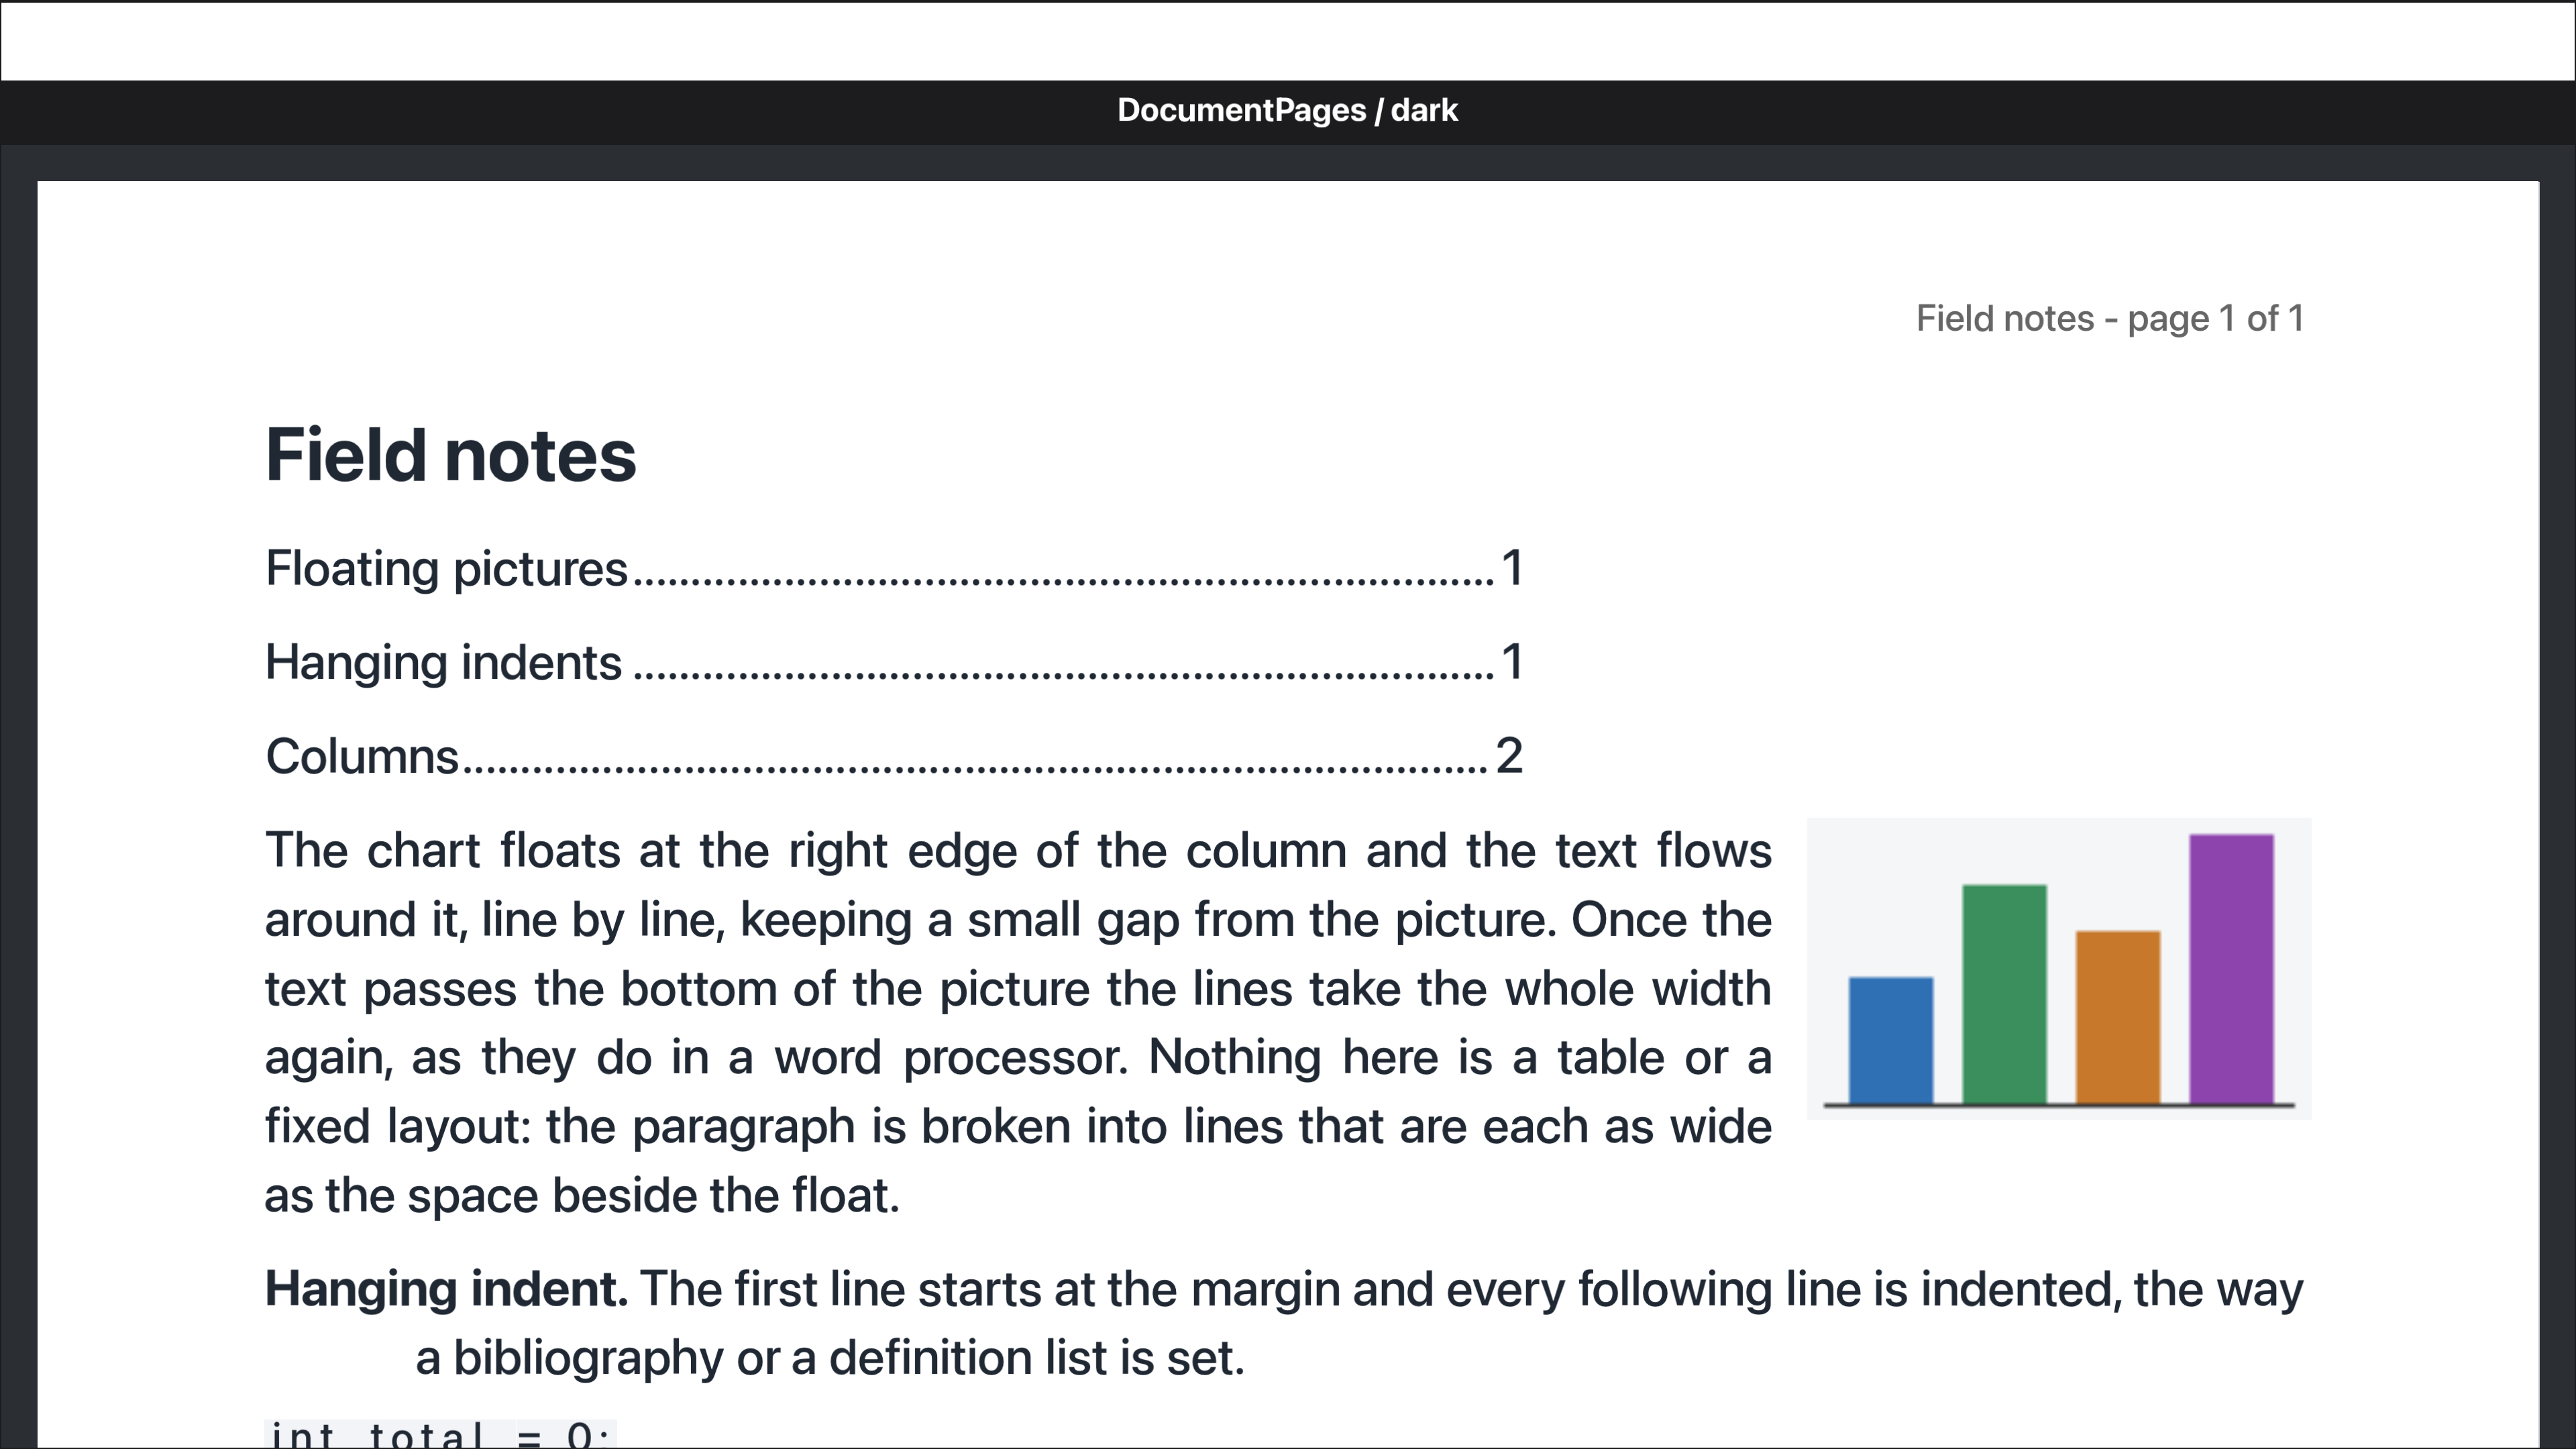 DocumentPages / dark
Field notes - page 1 of 1
Field notes
Floating pictures..........................................................................1
Hanging indents ..........................................................................1
Columns........................................................................................2
The chart floats at the right edge of the column and the text flows
around it, line by line, keeping a small gap from the picture. Once the
text passes the bottom of the picture the lines take the whole width
again, as they do in a word processor. Nothing here is a table or a
fixed layout: the paragraph is broken into lines that are each as wide
as the space beside the float.
Hanging indent. The first line starts at the margin and every following line is indented, the way
a bibliography or a definition list is set.
int total = 0;